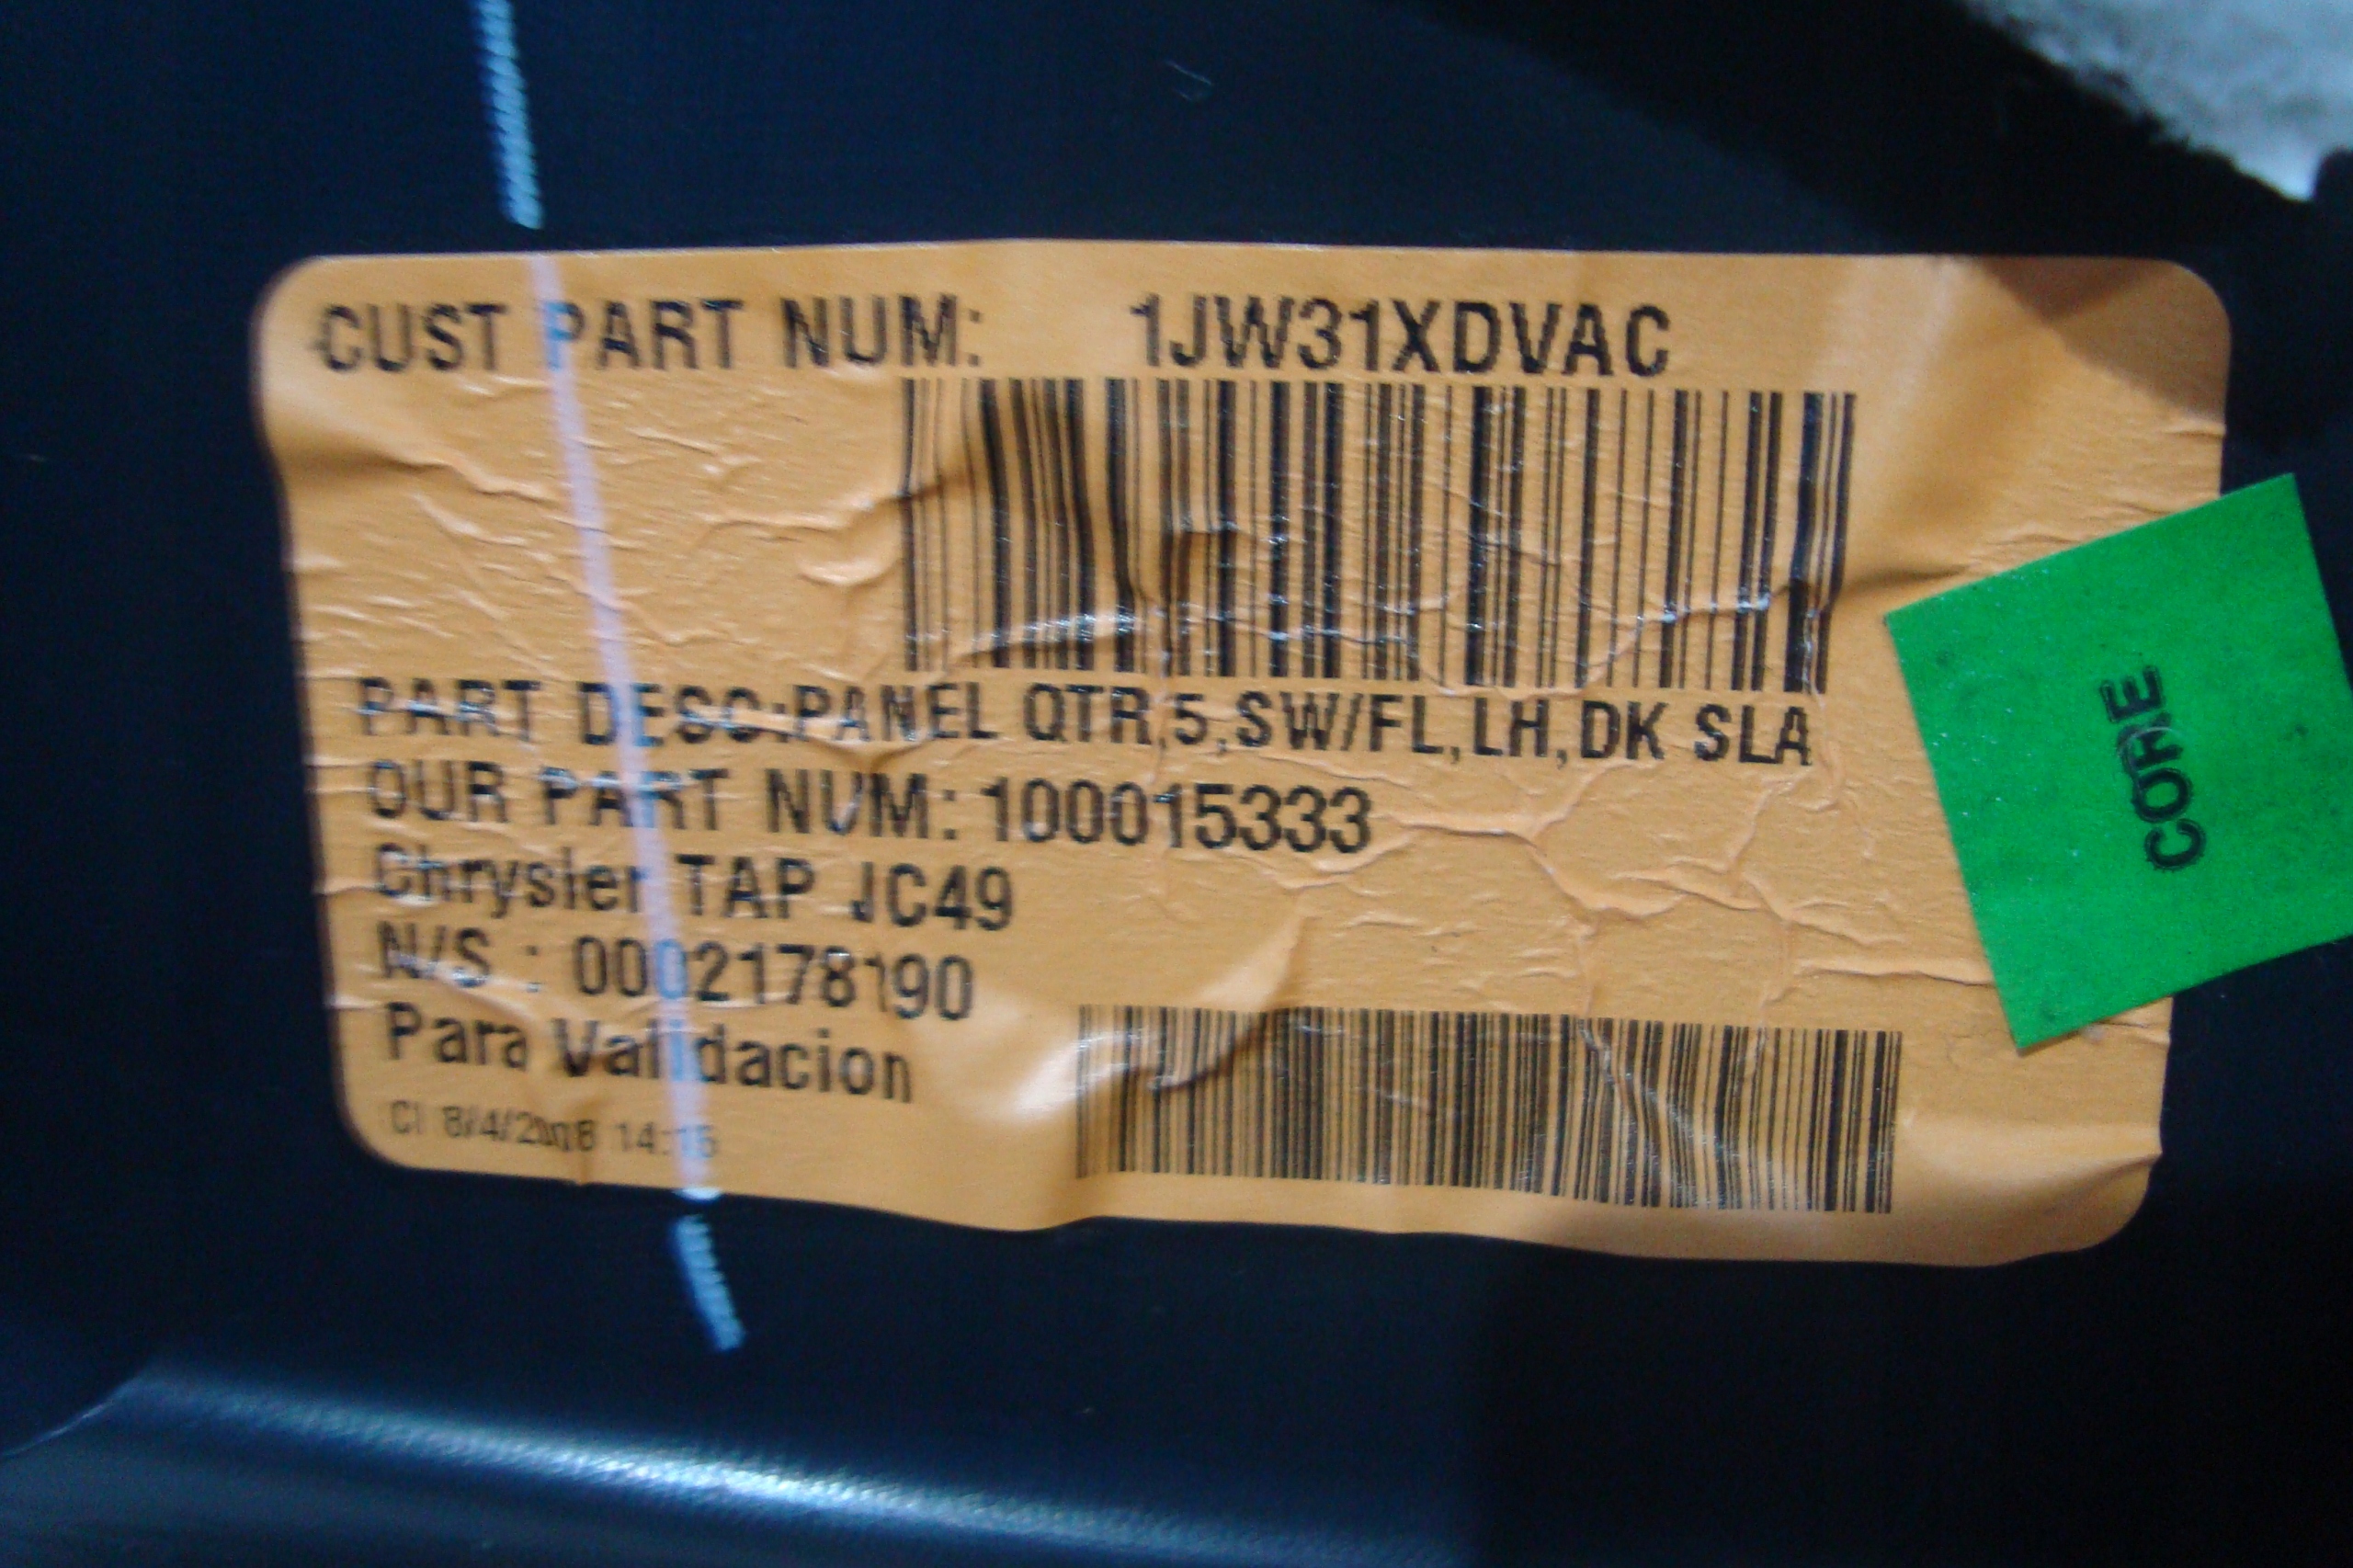 CUST PART NUM: 1JW31XDVAC
PART DESC:PANEL QTR,5,SW/FL,LH,DK SLA
OUR PART NUM: 100015333
Chrysler TAP JC49
N/S : 0002178190
Para Validacion
CI 8/4/2008 14:15
CORE